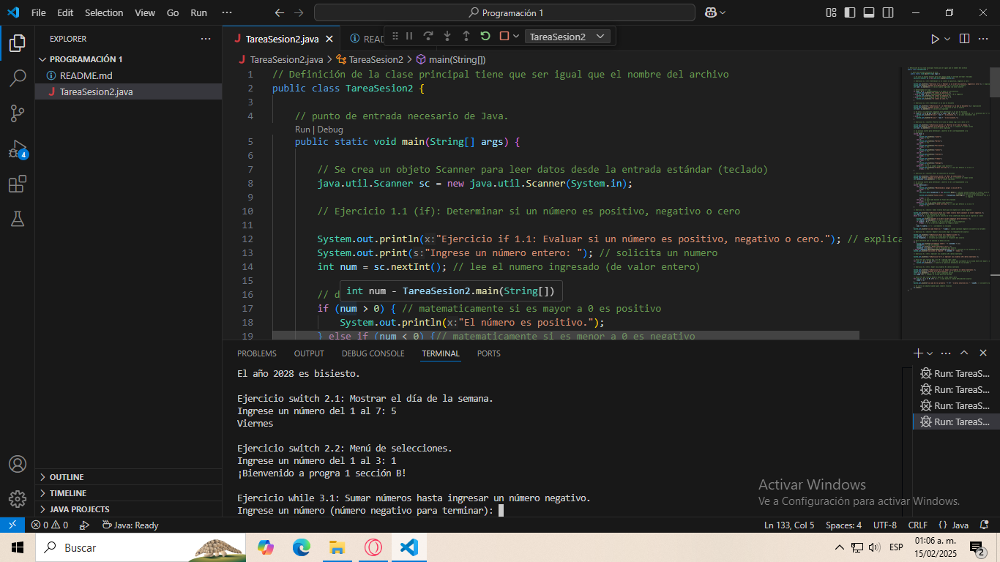 File Edit Selection View Go Run ··· Programación 1
EXPLORER ···
PROGRAMACIÓN 1
README.md
J TareaSesion2.java
OUTLINE
TIMELINE
JAVA PROJECTS
J TareaSesion2.java × READ TareaSesion2
J TareaSesion2.java > TareaSesion2 > main(String[])
1 // Definición de la clase principal tiene que ser igual que el nombre del archivo
2 public class TareaSesion2 {
3
4 // punto de entrada necesario de Java.
Run | Debug
5 public static void main(String[] args) {
6
7 // Se crea un objeto Scanner para leer datos desde la entrada estándar (teclado)
8 java.util.Scanner sc = new java.util.Scanner(System.in);
9
10 // Ejercicio 1.1 (if): Determinar si un número es positivo, negativo o cero
11
12 System.out.println(x:"Ejercicio if 1.1: Evaluar si un número es positivo, negativo o cero."); // explica
13 System.out.print(s:"Ingrese un número entero: "); // solicita un numero
14 int num = sc.nextInt(); // lee el numero ingresado (de valor entero)
15
int num - TareaSesion2.main(String[])
16 // d
17 if (num > 0) { // matematicamente si es mayor a 0 es positivo
18 System.out.println(x:"El número es positivo.");
19 } else if (num < 0) {// matematicamente si es menor a 0 es negativo
PROBLEMS OUTPUT DEBUG CONSOLE TERMINAL PORTS
El año 2028 es bisiesto.
Ejercicio switch 2.1: Mostrar el día de la semana.
Ingrese un número del 1 al 7: 5
Viernes
Ejercicio switch 2.2: Menú de selecciones.
Ingrese un número del 1 al 3: 1
¡Bienvenido a progra 1 sección B!
Ejercicio while 3.1: Sumar números hasta ingresar un número negativo.
Ingrese un número (número negativo para terminar):
Run: TareaS...
Run: TareaS...
Run: TareaS...
Run: TareaS...
Activar Windows
Ve a Configuración para activar Windows.
4
0 0 Java: Ready Ln 133, Col 5 Spaces: 4 UTF-8 CRLF {} Java
Buscar ESP 01:06 a. m.
15/02/2025
2